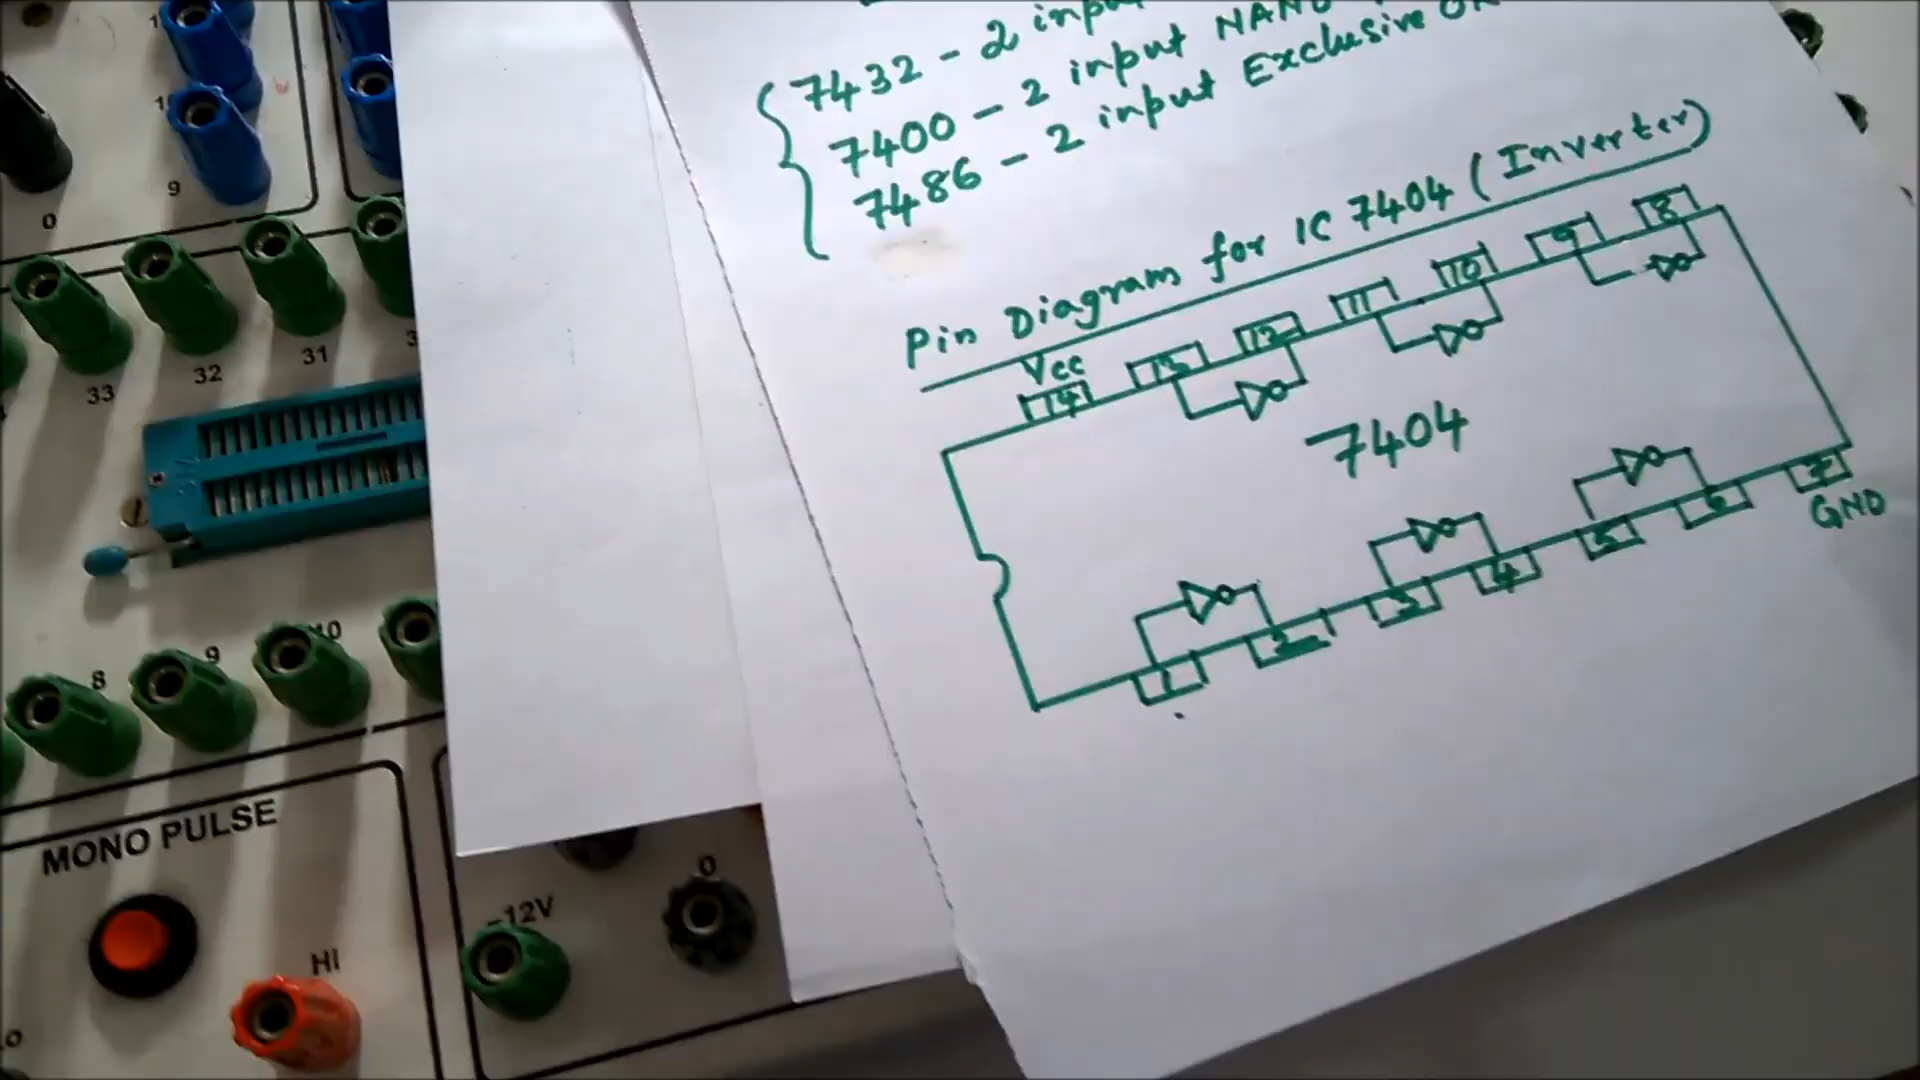 7432 - 2 input
7400 - 2 input NAND
7486 - 2 input Exclusive OR
Pin Diagram for IC 7404 (Inverter)
Vcc
14 13 12 11 10 9 8
7404
1 2 3 4 5 6 7
GND
9
0
33 32 31
8 9 10
MONO PULSE
HI
-12V
0